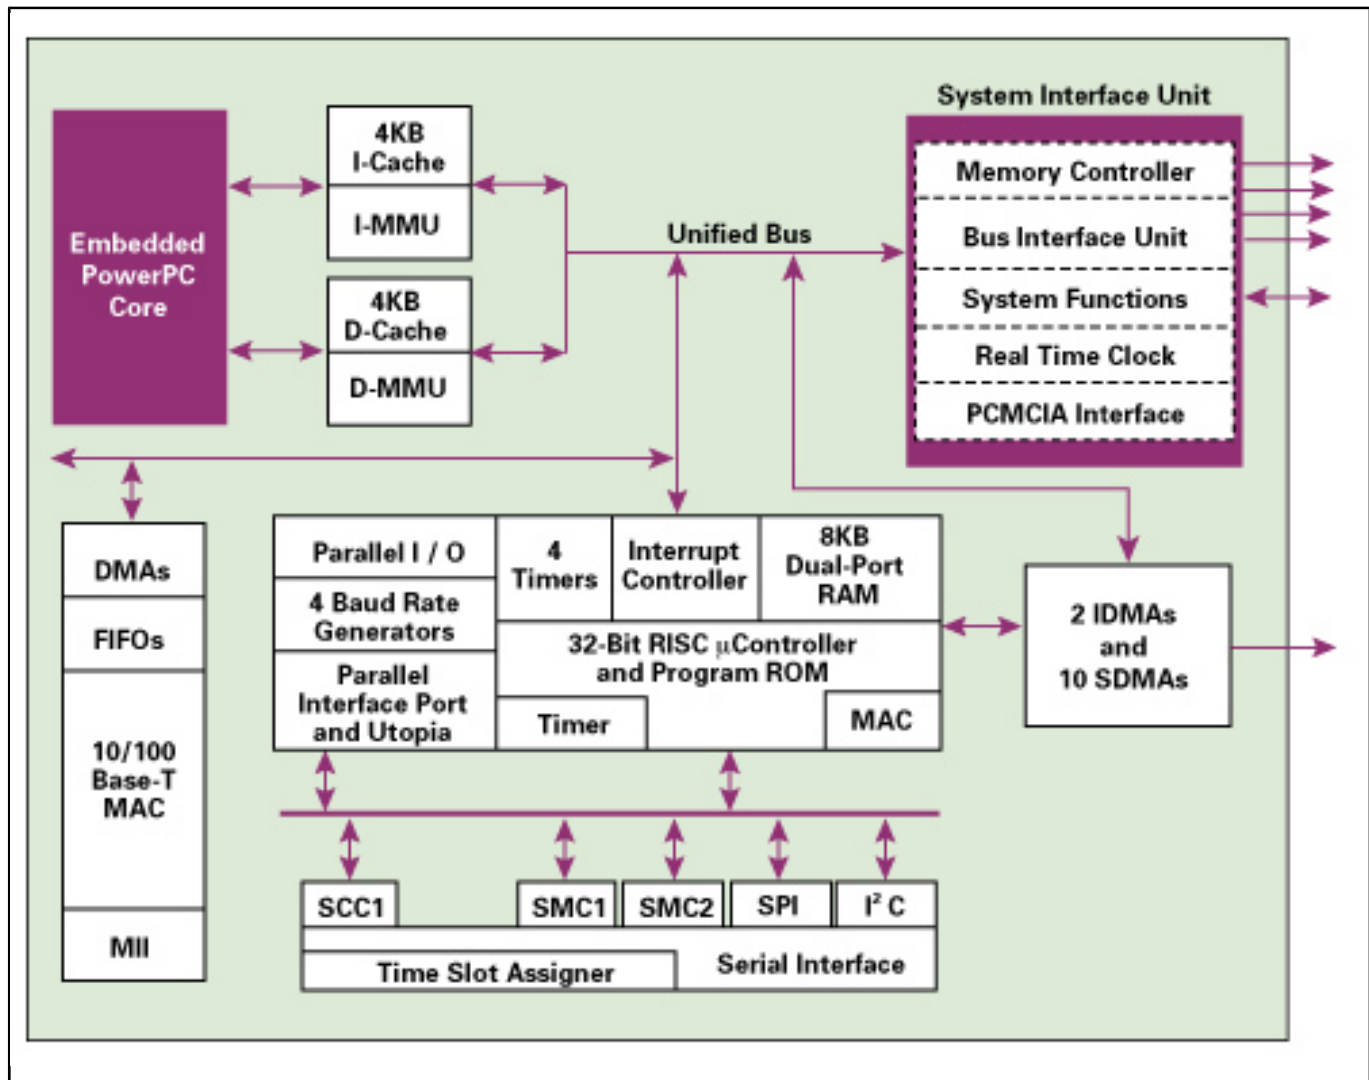 System Interface Unit
Embedded
PowerPC
Core
4KB
I-Cache
I-MMU
4KB
D-Cache
D-MMU
Unified Bus
Memory Controller
Bus Interface Unit
System Functions
Real Time Clock
PCMCIA Interface
DMAs
FIFOs
10/100
Base-T
MAC
MII
Parallel I / O
4 Baud Rate
Generators
Parallel
Interface Port
and Utopia
4
Timers
Interrupt
Controller
8KB
Dual-Port
RAM
32-Bit RISC µController
and Program ROM
Timer
MAC
2 IDMAs
and
10 SDMAs
SCC1
SMC1
SMC2
SPI
I² C
Time Slot Assigner
Serial Interface